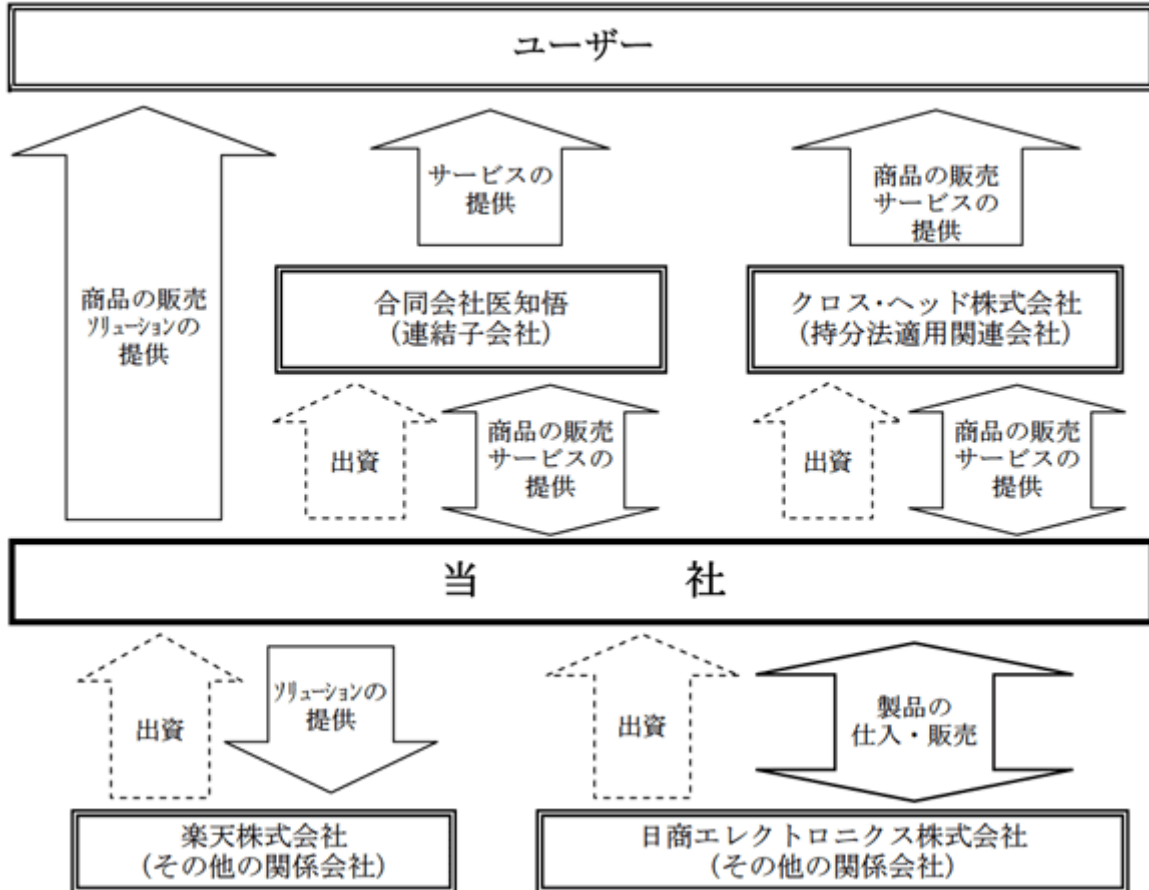 ユーザー
商品の販売
ソリューションの
提供
サービスの
提供
商品の販売
サービスの
提供
合同会社医知悟
(連結子会社)
クロス・ヘッド株式会社
(持分法適用関連会社)
出資
商品の販売
サービスの
提供
出資
商品の販売
サービスの
提供
当 社
出資
ソリューションの
提供
出資
製品の
仕入・販売
楽天株式会社
(その他の関係会社)
日商エレクトロニクス株式会社
(その他の関係会社)